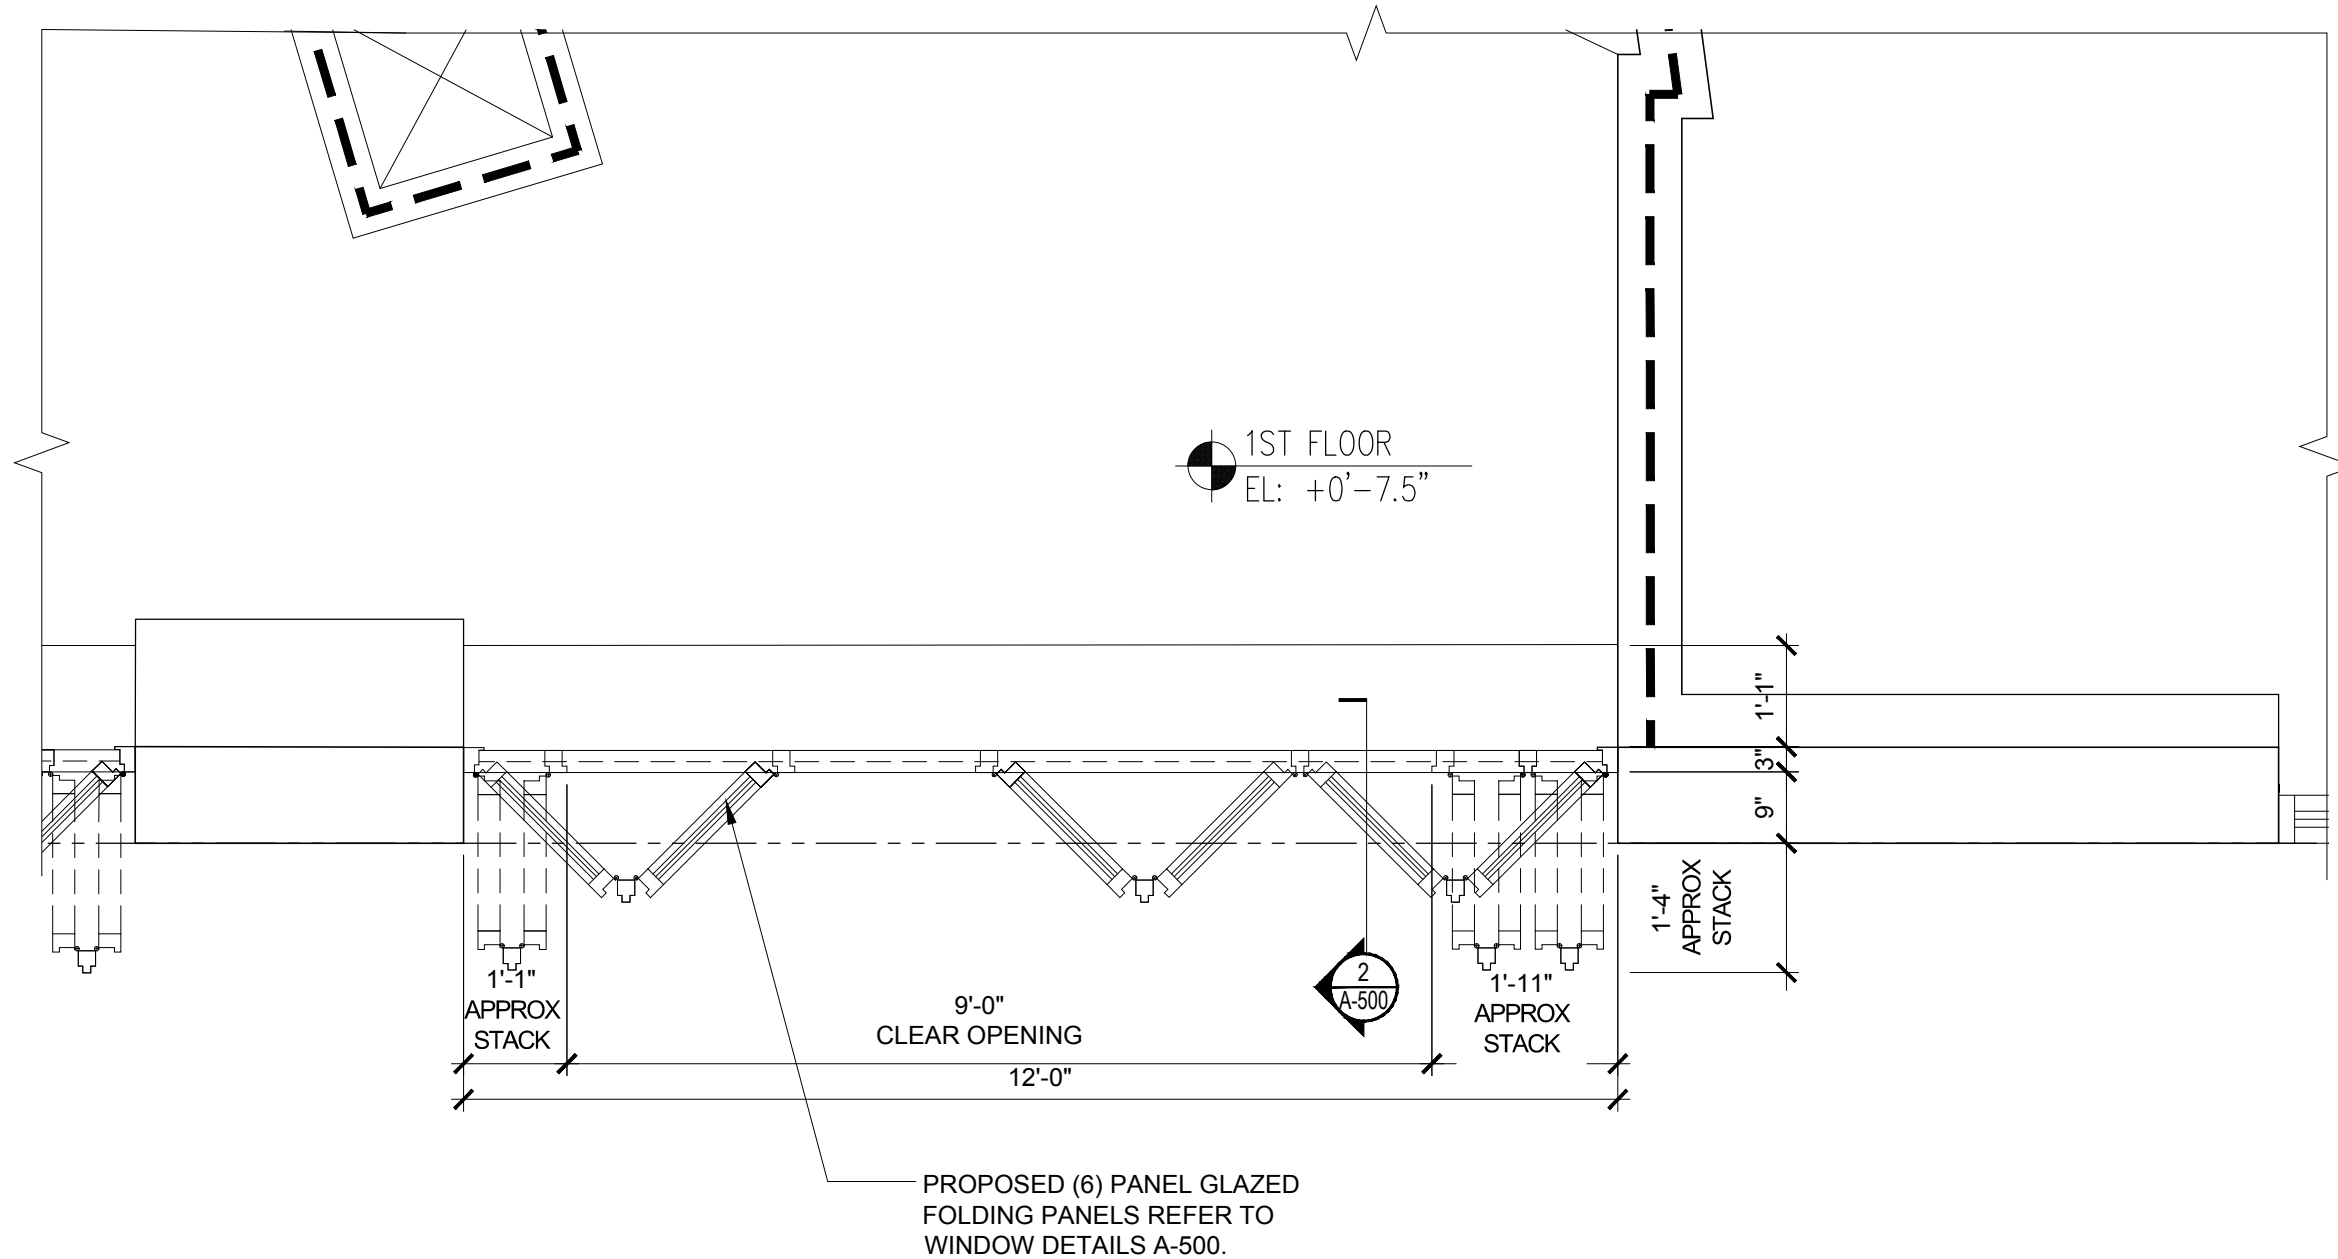 1ST FLOOR
EL: +0'-7.5"
1'-1"
3"
9"
1'-4"
APPROX
STACK
1'-1"
APPROX
STACK
9'-0"
CLEAR OPENING
2
A-500
1'-11"
APPROX
STACK
12'-0"
PROPOSED (6) PANEL GLAZED
FOLDING PANELS REFER TO
WINDOW DETAILS A-500.